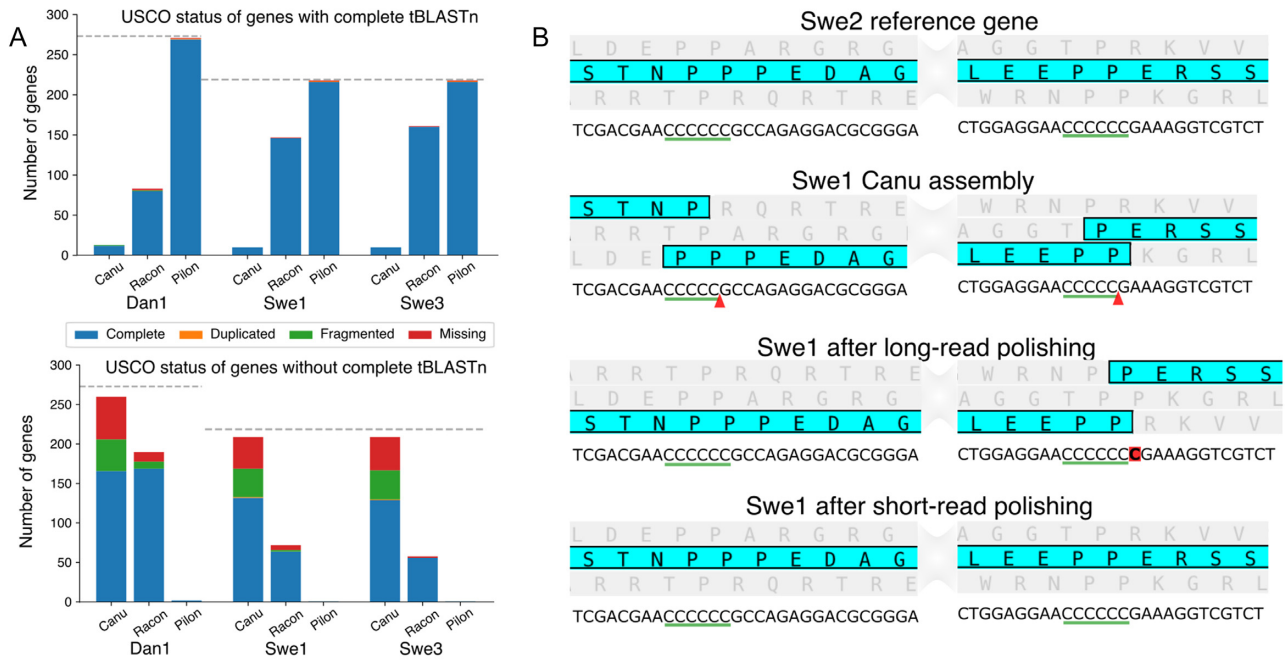 A
USCO status of genes with complete tBLASTn
Number of genes
300
250
200
150
100
50
0
Canu Racon Pilon Canu Racon Pilon Canu Racon Pilon
Dan1 Swe1 Swe3
Complete Duplicated Fragmented Missing
USCO status of genes without complete tBLASTn
Number of genes
300
250
200
150
100
50
0
Canu Racon Pilon Canu Racon Pilon Canu Racon Pilon
Dan1 Swe1 Swe3
B
Swe2 reference gene
L D E P P A R G R G A G G T P R K V V
S T N P P P E D A G L E E P P E R S S
R R T P R Q R T R E W R N P P K G R L
TCGACGAACCCCCCGCCAGAGGACGCGGGA CTGGAGGAACCCCCCGAAAGGTCGTCT
Swe1 Canu assembly
S T N P R Q R T R E W R N P R K V V
R R T P A R G R G A G G T P E R S S
L D E P P P E D A G L E E P P K G R L
TCGACGAACCCCCGCCAGAGGACGCGGGA CTGGAGGAACCCCCGAAAGGTCGTCT
Swe1 after long-read polishing
R R T P R Q R T R E W R N P P E R S S
L D E P P A R G R G A G G T P P K G R L
S T N P P P E D A G L E E P P R K V V
TCGACGAACCCCCCGCCAGAGGACGCGGGA CTGGAGGAACCCCCCCGAAAGGTCGTCT
Swe1 after short-read polishing
L D E P P A R G R G A G G T P R K V V
S T N P P P E D A G L E E P P E R S S
R R T P R Q R T R E W R N P P K G R L
TCGACGAACCCCCCGCCAGAGGACGCGGGA CTGGAGGAACCCCCCGAAAGGTCGTCT